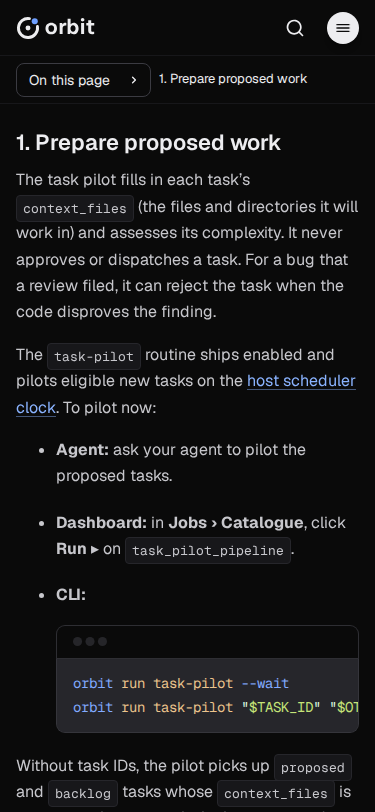 orbit
On this page › 1. Prepare proposed work
1. Prepare proposed work
The task pilot fills in each task’s
context_files (the files and directories it will
work in) and assesses its complexity. It never
approves or dispatches a task. For a bug that
a review filed, it can reject the task when the
code disproves the finding.
The task-pilot routine ships enabled and
pilots eligible new tasks on the host scheduler
clock. To pilot now:
• Agent: ask your agent to pilot the
proposed tasks.
• Dashboard: in Jobs › Catalogue, click
Run ▸ on task_pilot_pipeline.
• CLI:
orbit run task-pilot --wait
orbit run task-pilot "$TASK_ID" "$OT
Without task IDs, the pilot picks up proposed
and backlog tasks whose context_files is